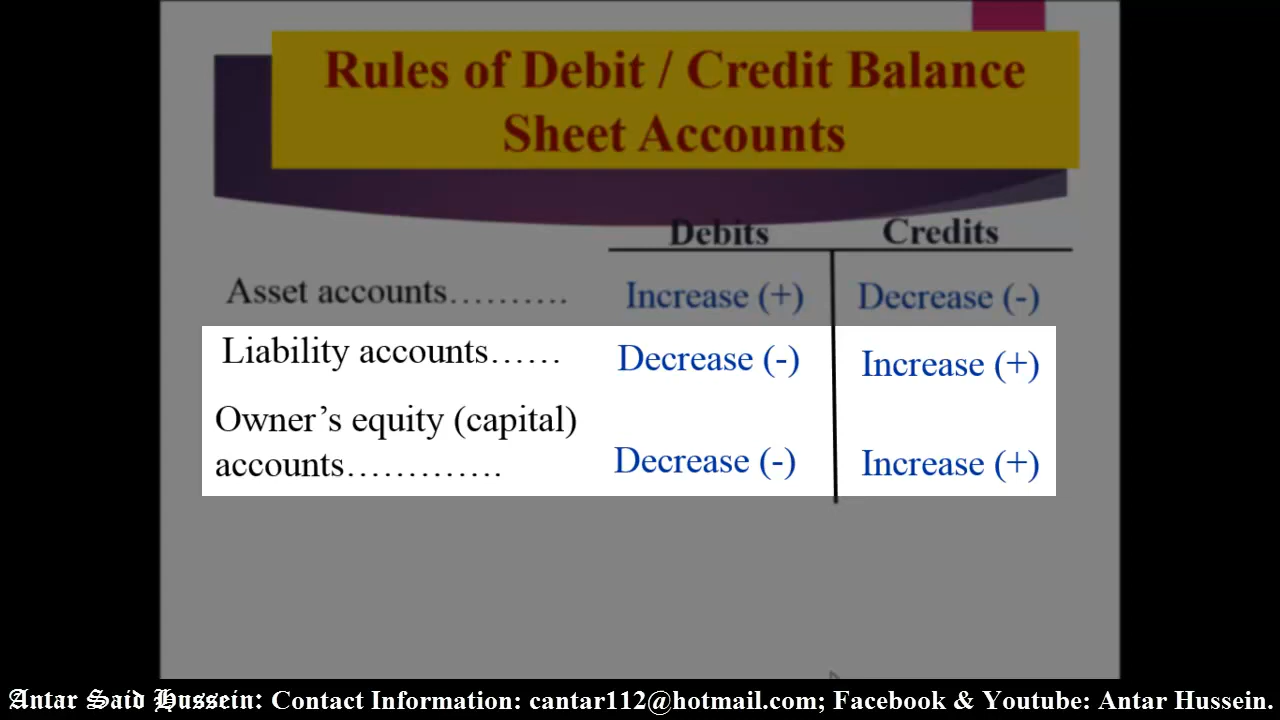 Rules of Debit / Credit Balance
Sheet Accounts
Debits Credits
Asset accounts………. Increase (+) Decrease (-)
Liability accounts…… Decrease (-) Increase (+)
Owner’s equity (capital)
accounts…………. Decrease (-) Increase (+)
Antar Said Hussein: Contact Information: cantar112@hotmail.com; Facebook & Youtube: Antar Hussein.